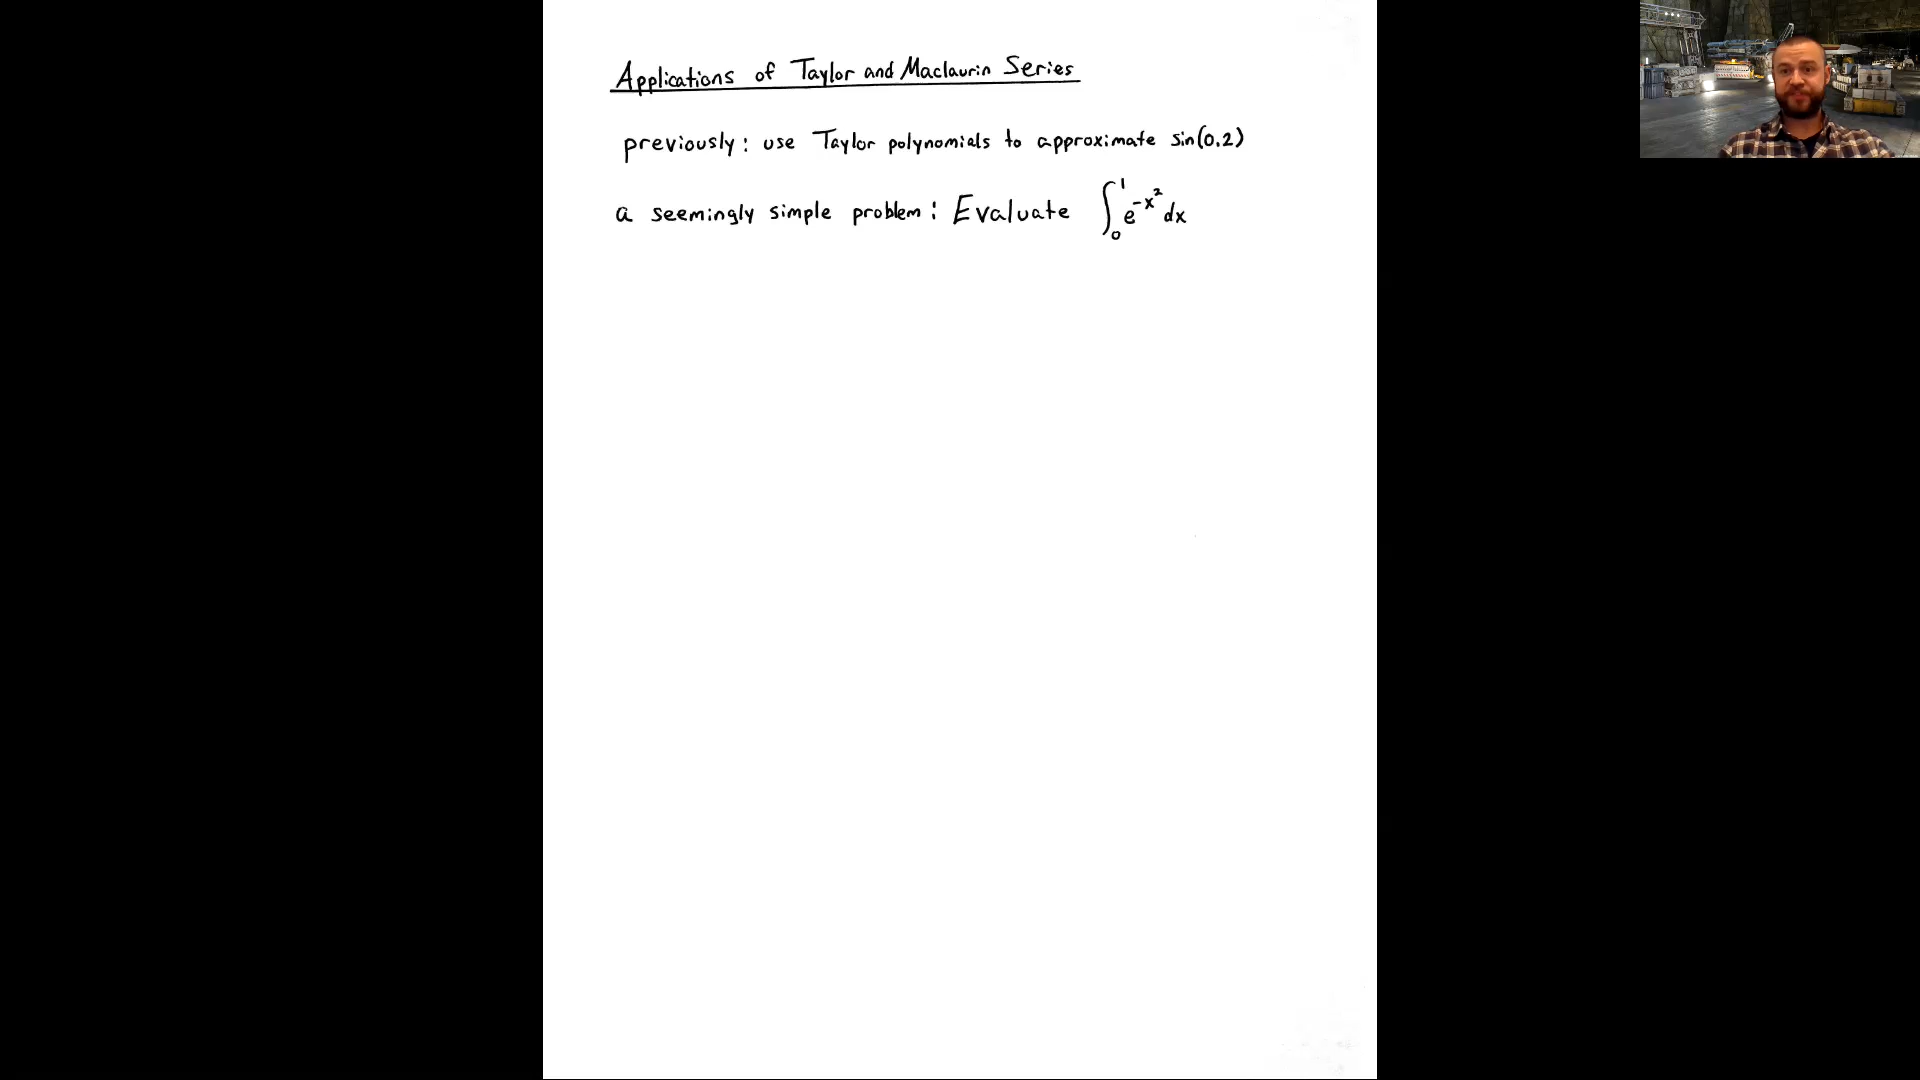 Applications of Taylor and Maclaurin Series
previously: use Taylor polynomials to approximate sin(0.2)
a seemingly simple problem: Evaluate ∫₀¹ e^{-x²} dx